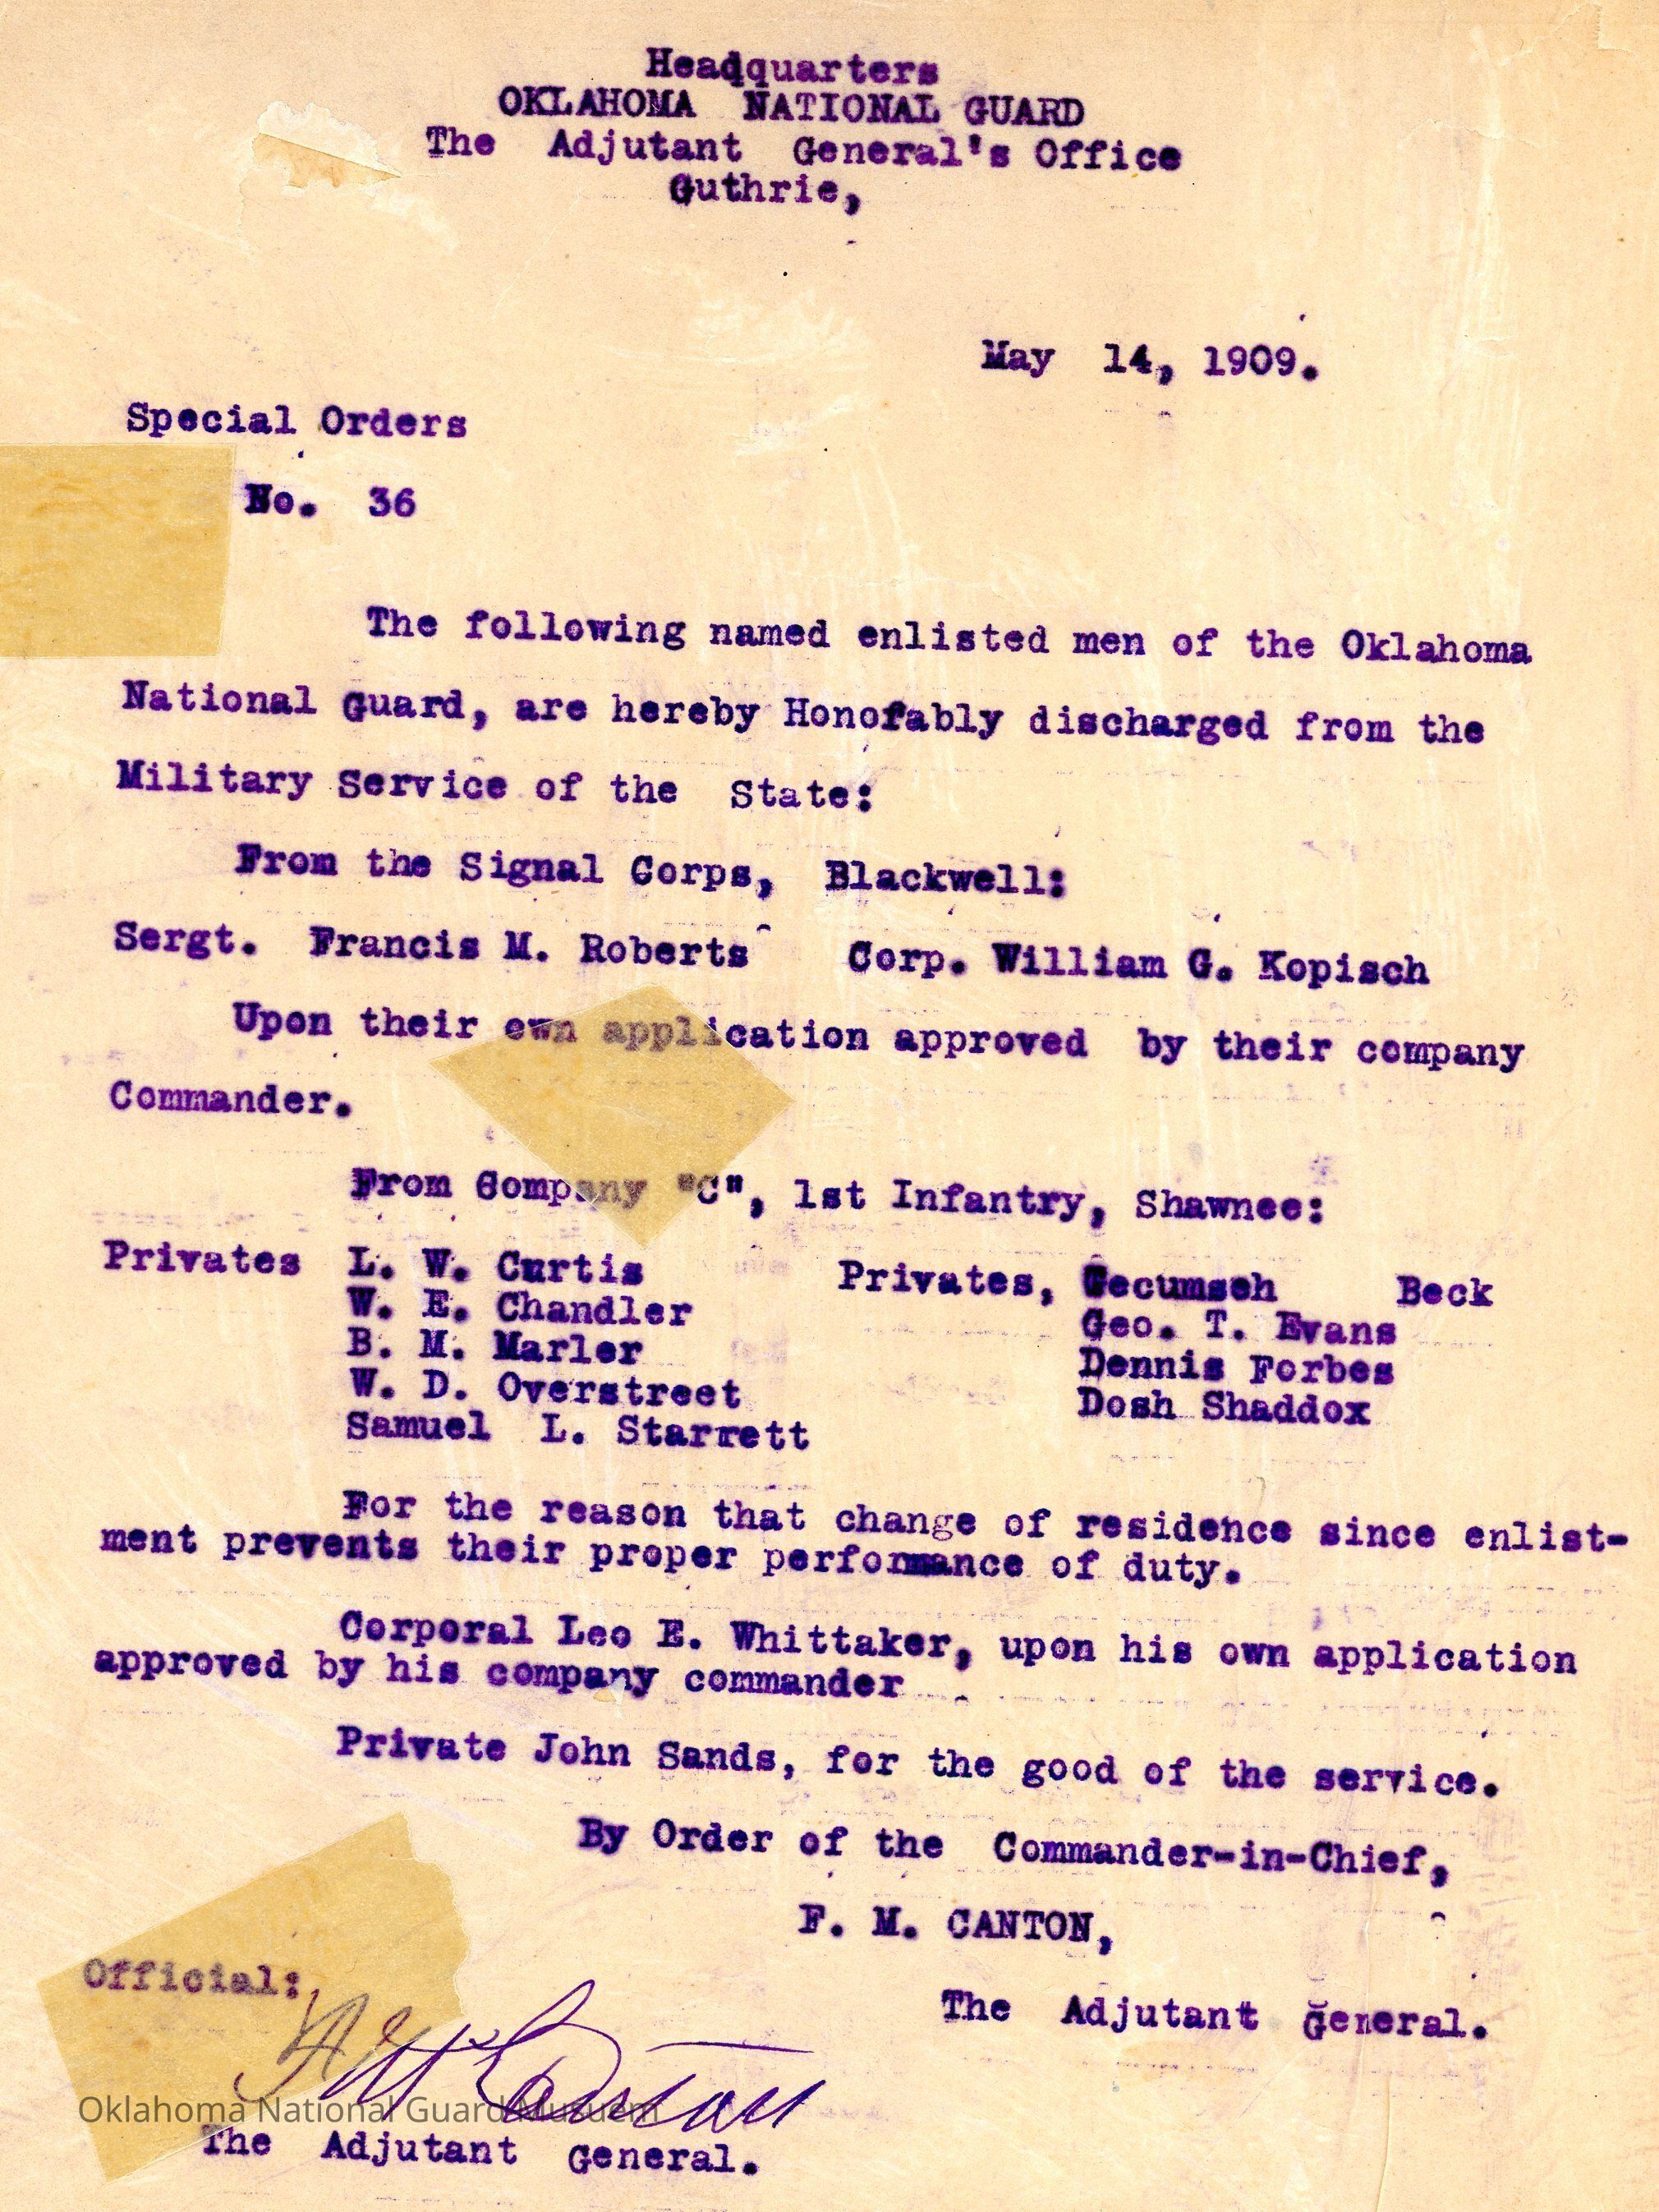 Headquarters
OKLAHOMA NATIONAL GUARD
The Adjutant General's Office
Guthrie,
May 14, 1909.
Special Orders
No. 36
The following named enlisted men of the Oklahoma
National Guard, are hereby Honorably discharged from the
Military Service of the State:
From the Signal Corps, Blackwell:
Sergt. Francis M. Roberts Corp. William G. Kopisch
Upon their own application approved by their company
Commander.
From Company "C", 1st Infantry, Shawnee:
Privates L. W. Curtis Privates, Tecumseh Beck
W. E. Chandler Geo. T. Evans
B. M. Marler Dennis Forbes
W. D. Overstreet Dosh Shaddox
Samuel L. Starrett
For the reason that change of residence since enlist-
ment prevents their proper performance of duty.
Corporal Leo E. Whittaker, upon his own application
approved by his company commander
Private John Sands, for the good of the service.
By Order of the Commander-in-Chief,
F. M. CANTON,
The Adjutant General.
Official:
F M Canton
Oklahoma National Guard Musuem
The Adjutant General.